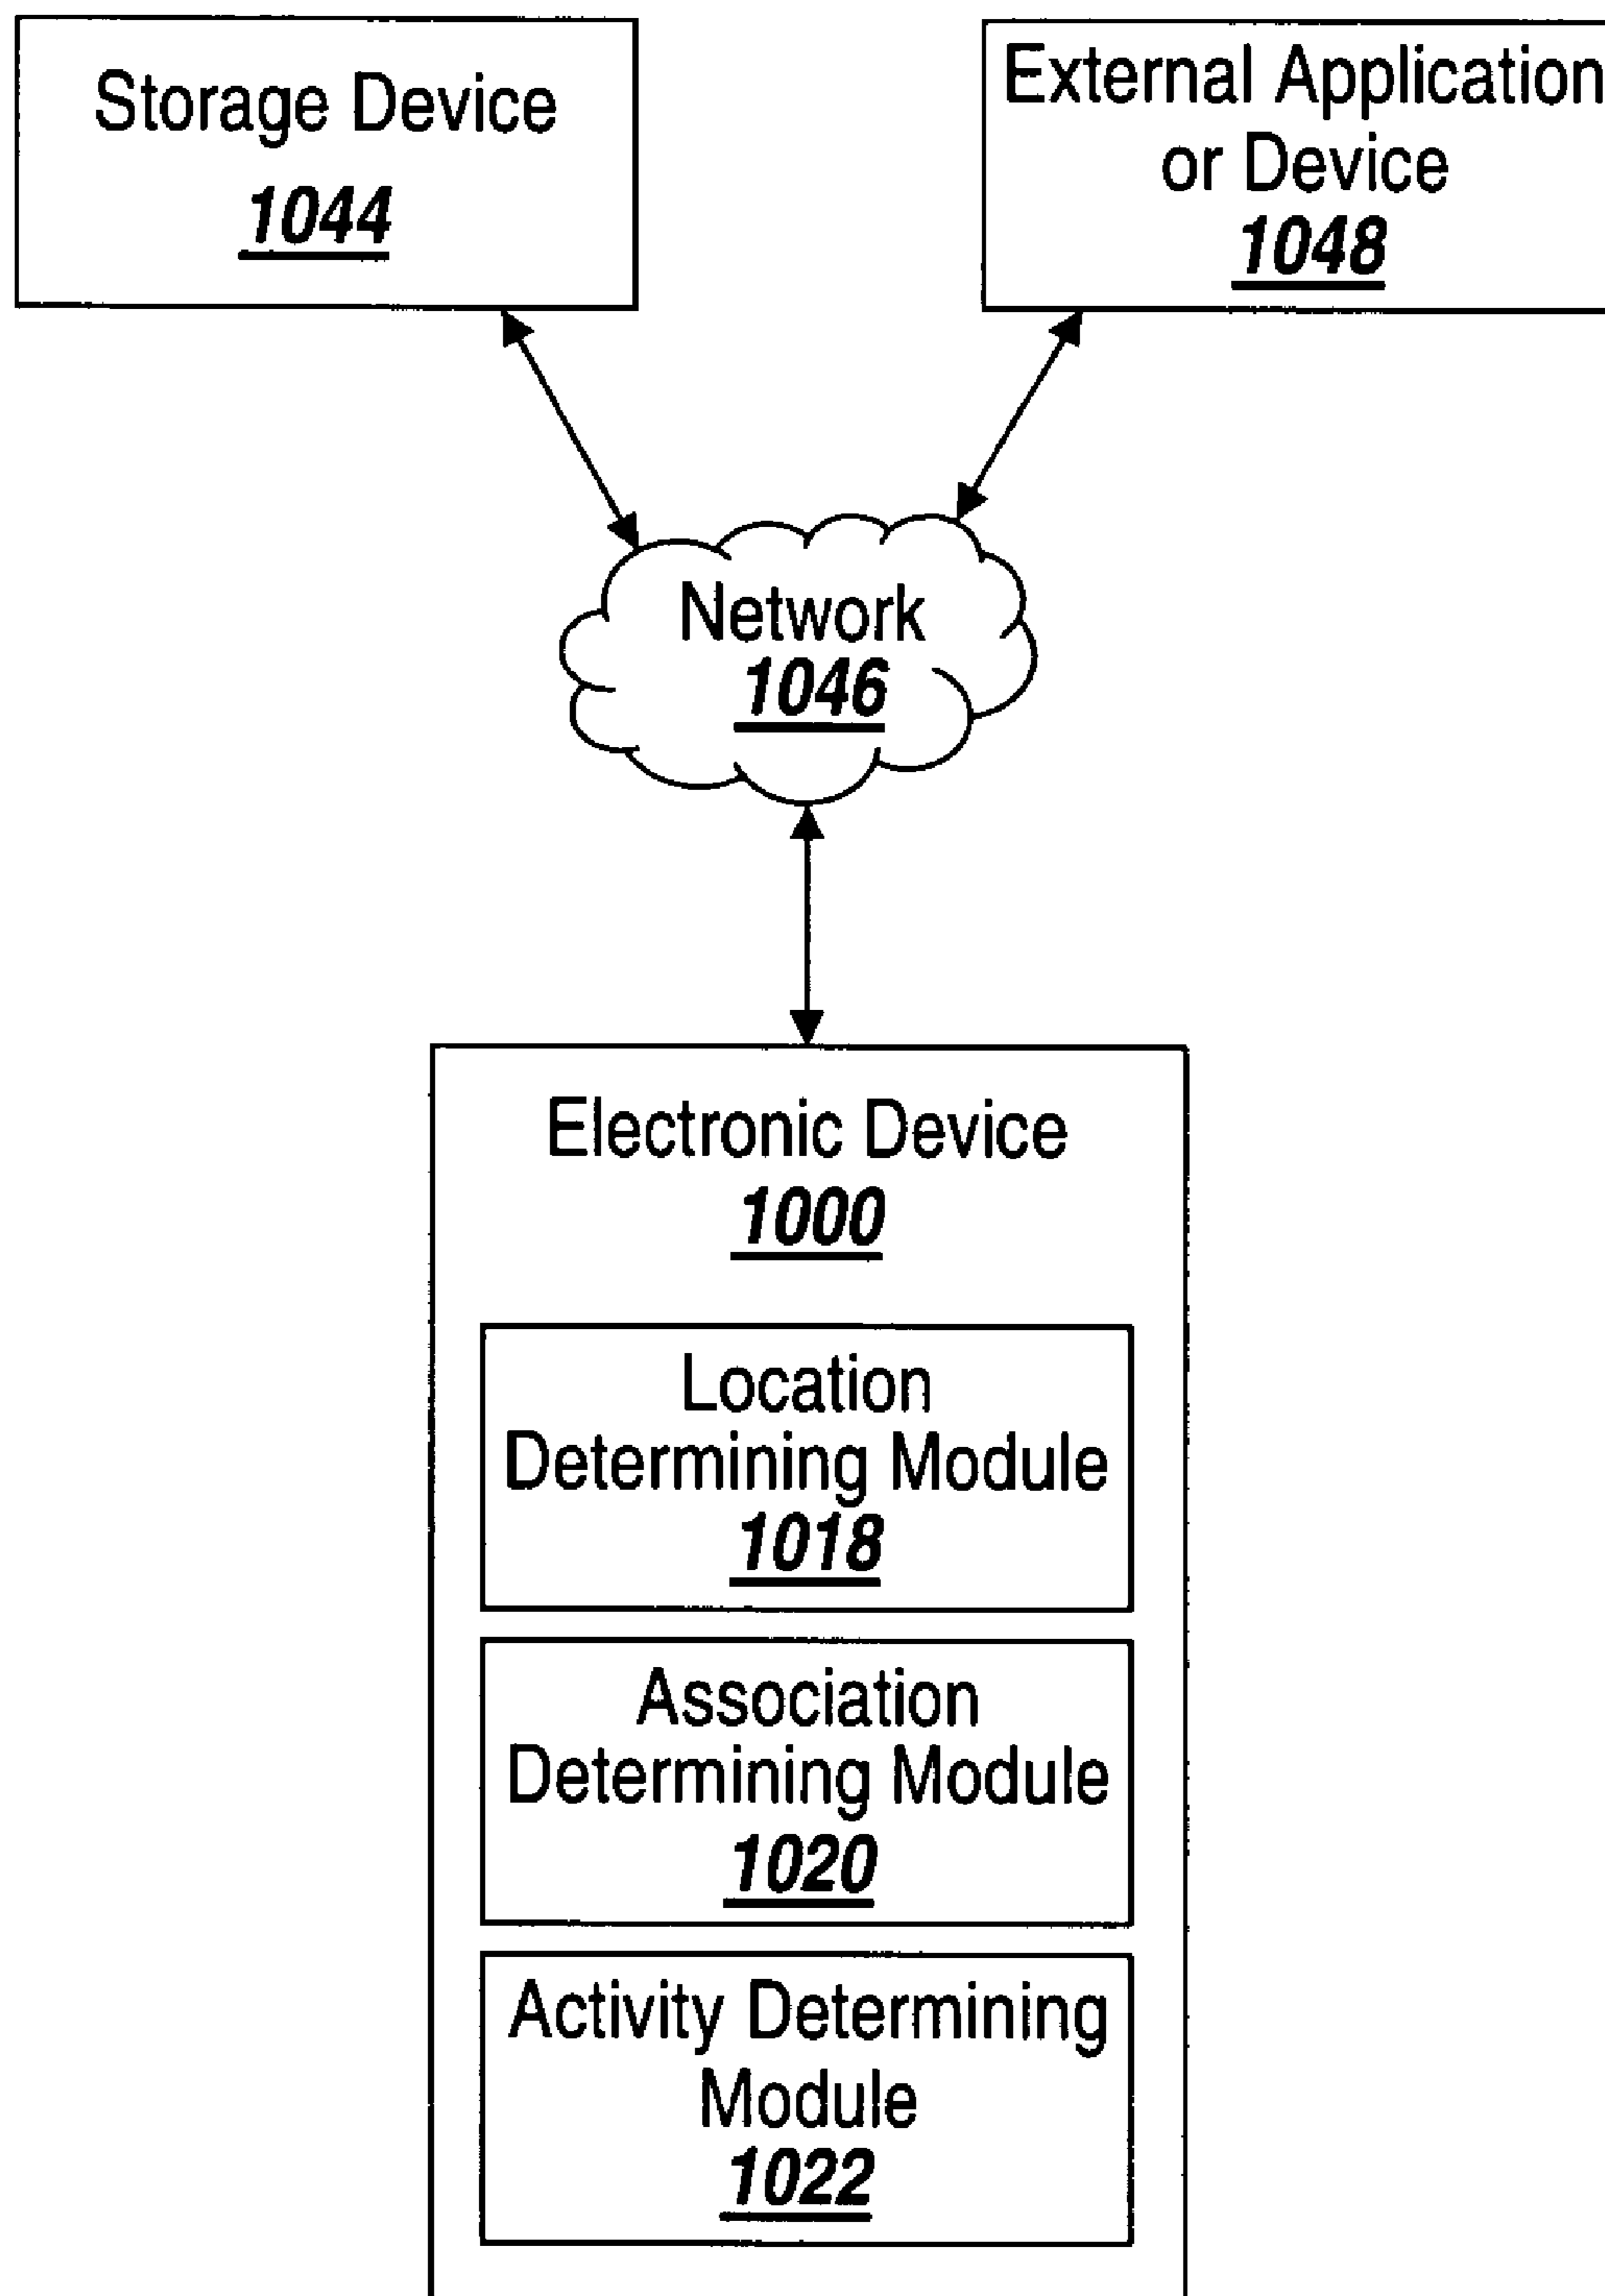 Storage Device
1044
External Application
or Device
1048
Network
1046
Electronic Device
1000
Location
Determining Module
1018
Association
Determining Module
1020
Activity Determining
Module
1022